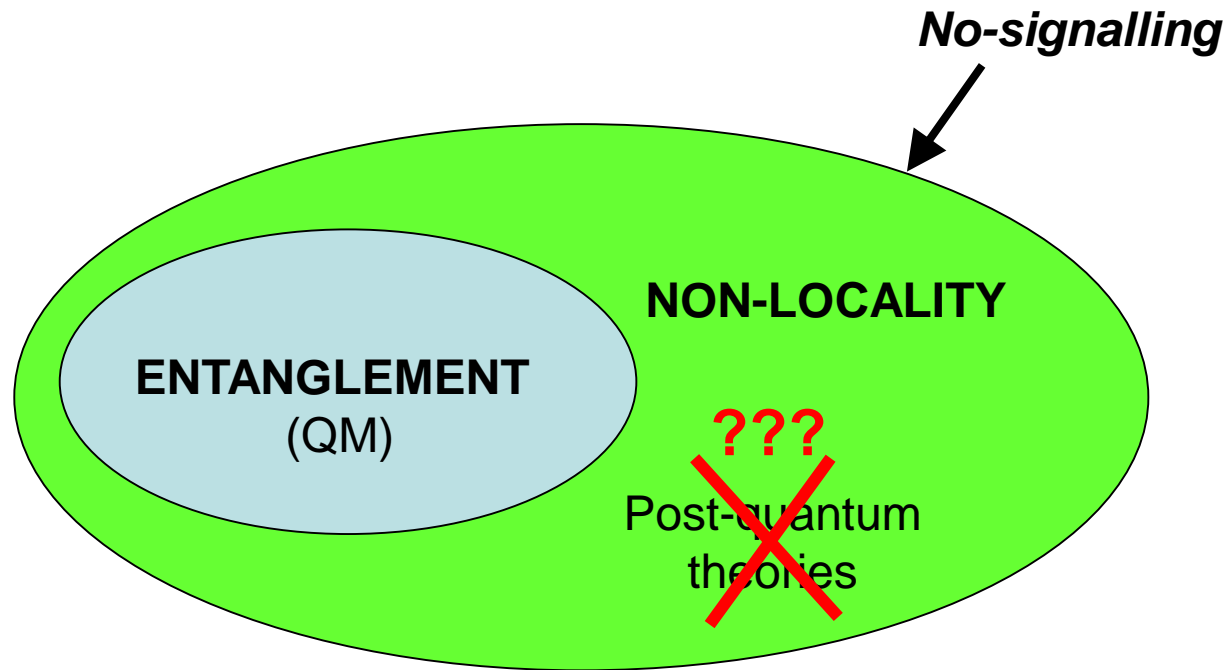 No-signalling
NON-LOCALITY
ENTANGLEMENT
(QM)
???
Post-quantum
theories